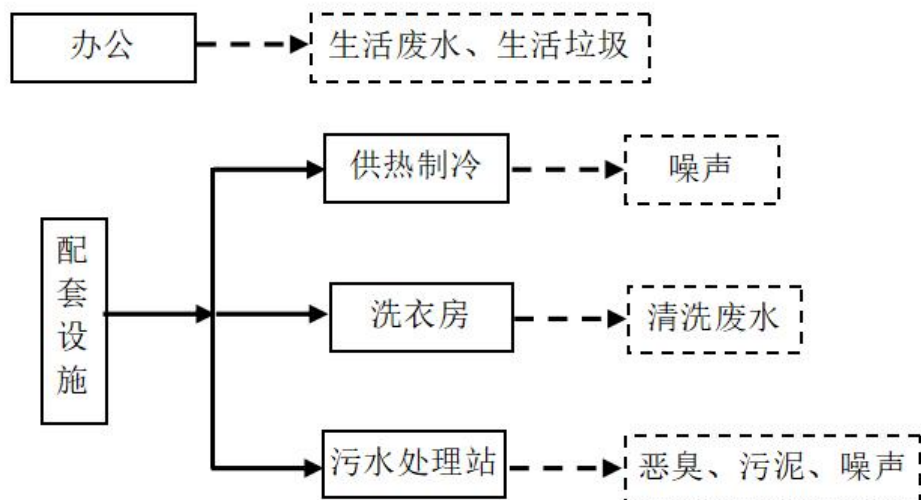 办公
生活废水、生活垃圾
供热制冷
噪声
配套设施
洗衣房
清洗废水
污水处理站
恶臭、污泥、噪声